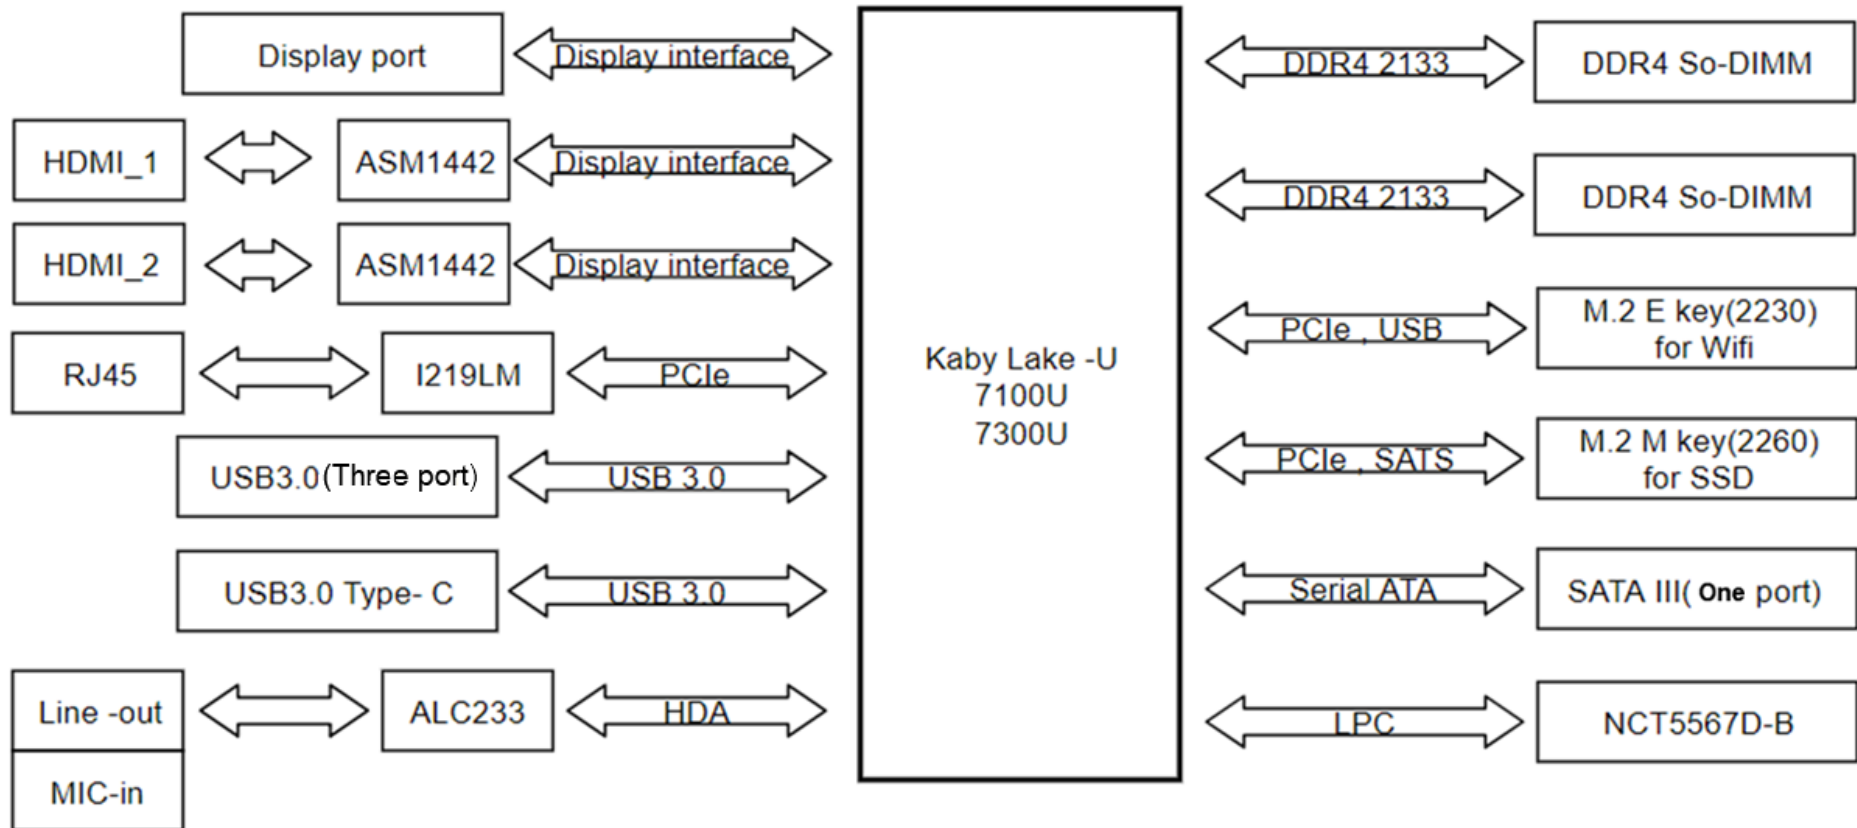 Display port
Display interface
DDR4 2133
DDR4 So-DIMM
HDMI_1
ASM1442
Display interface
DDR4 2133
DDR4 So-DIMM
HDMI_2
ASM1442
Display interface
PCIe , USB
M.2 E key(2230)
for Wifi
RJ45
I219LM
PCIe
Kaby Lake -U
7100U
7300U
USB3.0(Three port)
USB 3.0
PCIe , SATS
M.2 M key(2260)
for SSD
USB3.0 Type- C
USB 3.0
Serial ATA
SATA III( One port)
Line -out
ALC233
HDA
LPC
NCT5567D-B
MIC-in